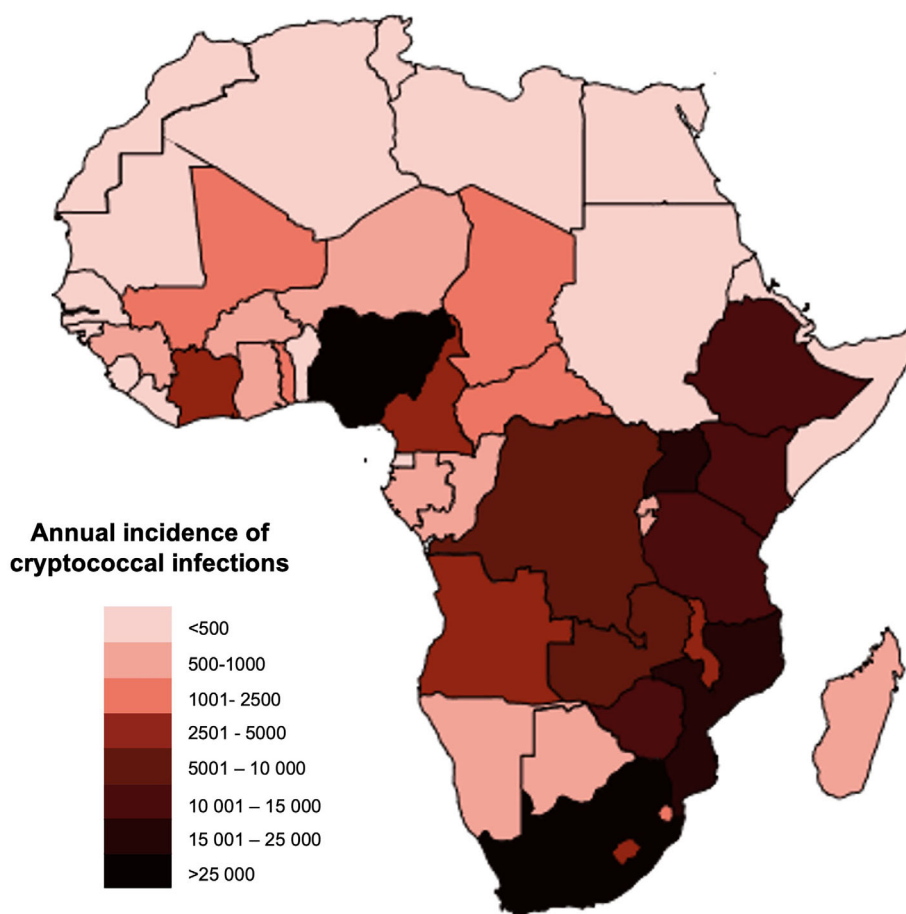 Annual incidence of
cryptococcal infections
<500
500-1000
1001- 2500
2501 - 5000
5001 – 10 000
10 001 – 15 000
15 001 – 25 000
>25 000